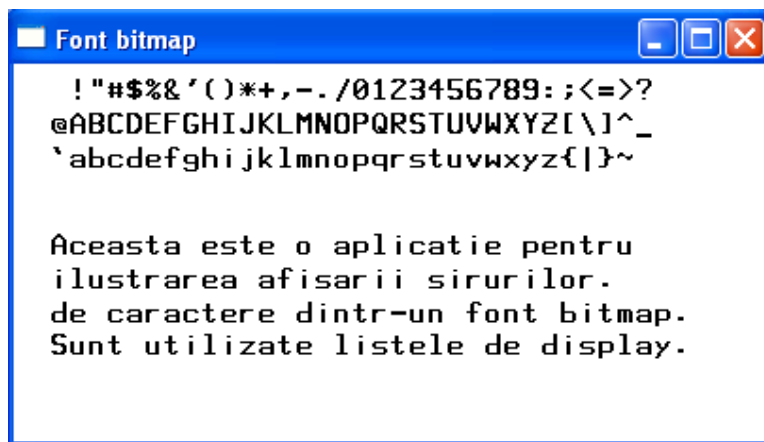 Font bitmap
!"#$%&'()*+,-./0123456789:;<=>?
@ABCDEFGHIJKLMNOPQRSTUVWXYZ[\]^_
`abcdefghijklmnopqrstuvwxyz{|}~
Aceasta este o aplicatie pentru
ilustrarea afisarii sirurilor.
de caractere dintr-un font bitmap.
Sunt utilizate listele de display.